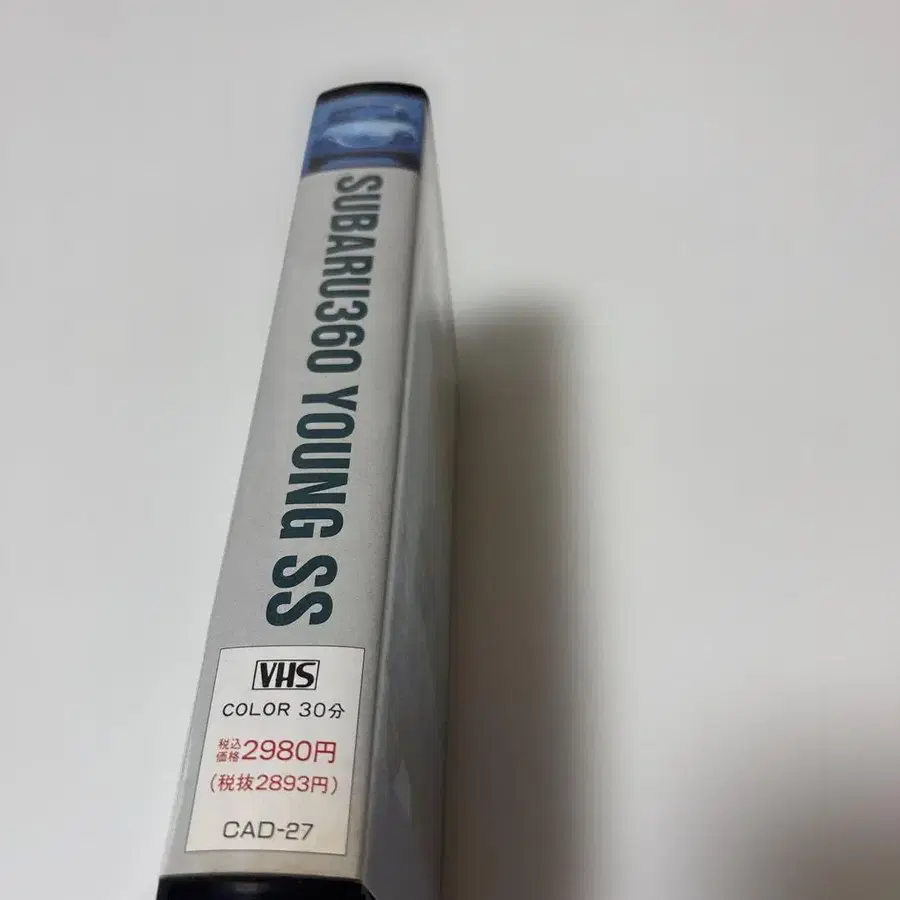 SUBARU360 YOUNG SS
VHS
COLOR 30分
税込価格2980円
(税抜2893円)
CAD-27